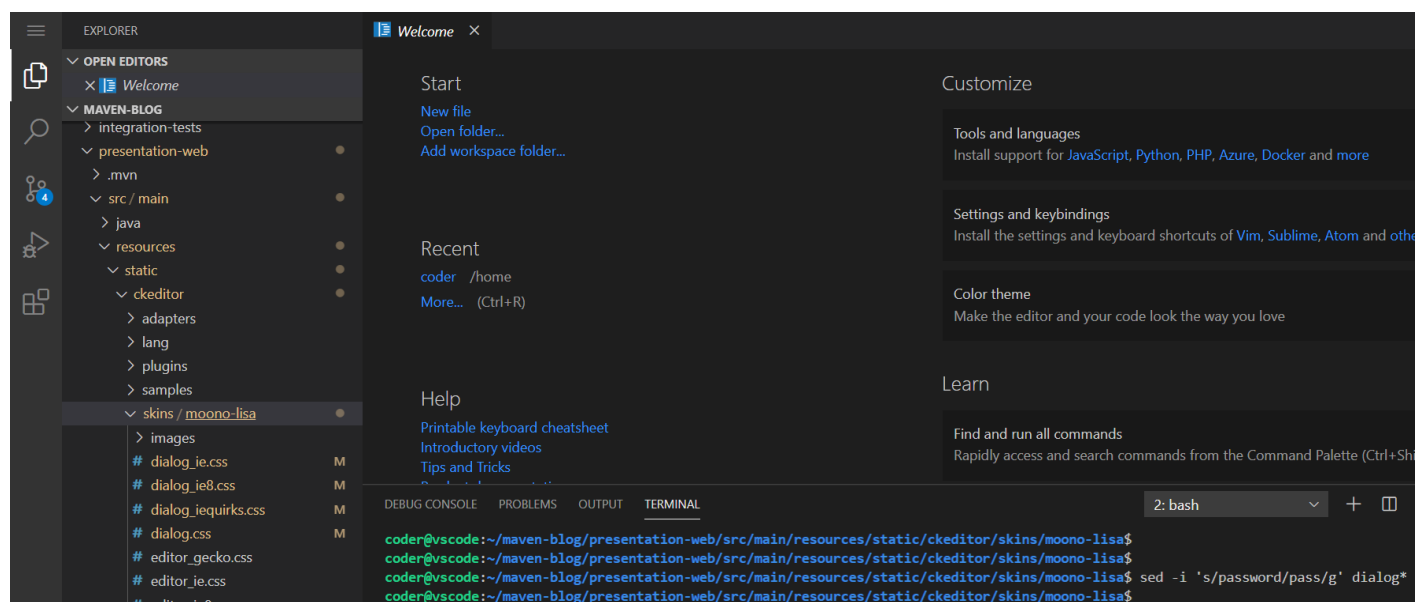 EXPLORER
OPEN EDITORS
Welcome
MAVEN-BLOG
integration-tests
presentation-web
.mvn
src / main
java
resources
static
ckeditor
adapters
lang
plugins
samples
skins / moono-lisa
images
# dialog_ie.css M
# dialog_ie8.css M
# dialog_iequirks.css M
# dialog.css M
# editor_gecko.css
# editor_ie.css
4
Welcome
Start
New file
Open folder...
Add workspace folder...
Recent
coder /home
More... (Ctrl+R)
Help
Printable keyboard cheatsheet
Introductory videos
Tips and Tricks
Customize
Tools and languages
Install support for JavaScript, Python, PHP, Azure, Docker and more
Settings and keybindings
Install the settings and keyboard shortcuts of Vim, Sublime, Atom and othe
Color theme
Make the editor and your code look the way you love
Learn
Find and run all commands
Rapidly access and search commands from the Command Palette (Ctrl+Shi
DEBUG CONSOLE PROBLEMS OUTPUT TERMINAL 2: bash
coder@vscode:~/maven-blog/presentation-web/src/main/resources/static/ckeditor/skins/moono-lisa$
coder@vscode:~/maven-blog/presentation-web/src/main/resources/static/ckeditor/skins/moono-lisa$
coder@vscode:~/maven-blog/presentation-web/src/main/resources/static/ckeditor/skins/moono-lisa$ sed -i 's/password/pass/g' dialog*
coder@vscode:~/maven-blog/presentation-web/src/main/resources/static/ckeditor/skins/moono-lisa$